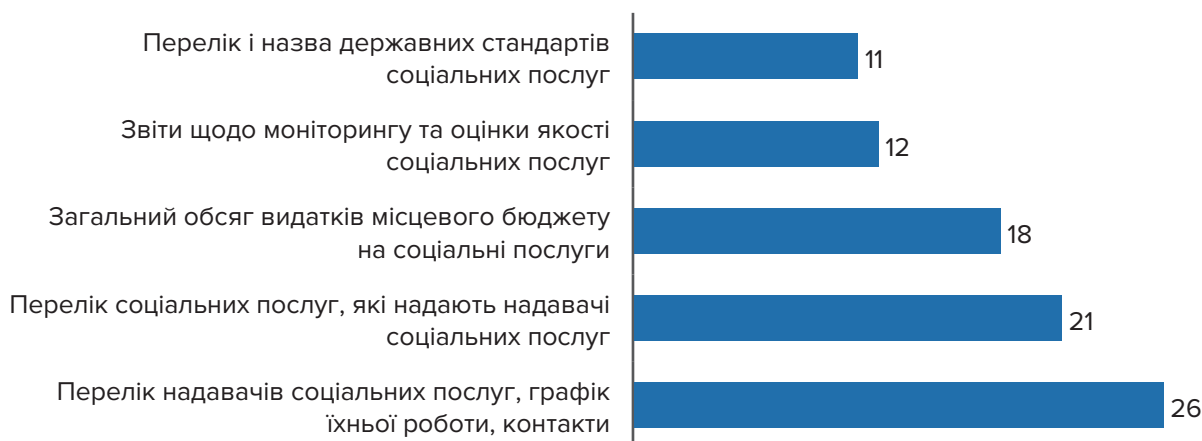 Перелік і назва державних стандартів
соціальних послуг
11
Звіти щодо моніторингу та оцінки якості
соціальних послуг
12
Загальний обсяг видатків місцевого бюджету
на соціальні послуги
18
Перелік соціальних послуг, які надають надавачі
соціальних послуг
21
Перелік надавачів соціальних послуг, графік
їхньої роботи, контакти
26